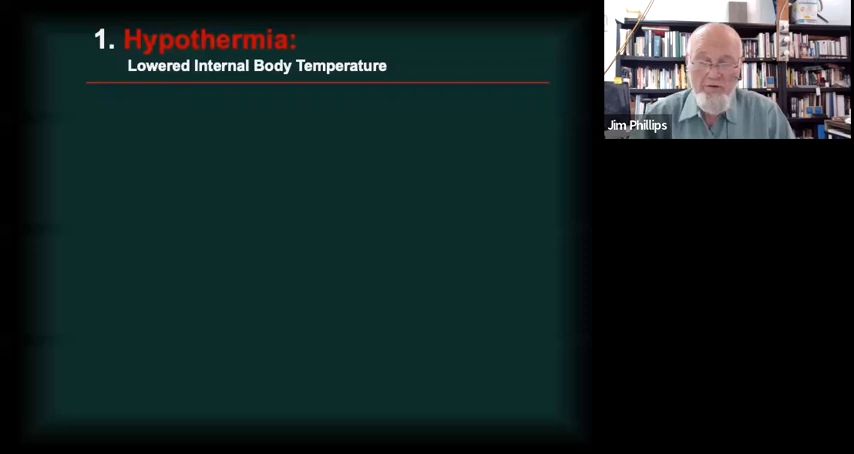 1. Hypothermia:
Lowered Internal Body Temperature
Jim Phillips